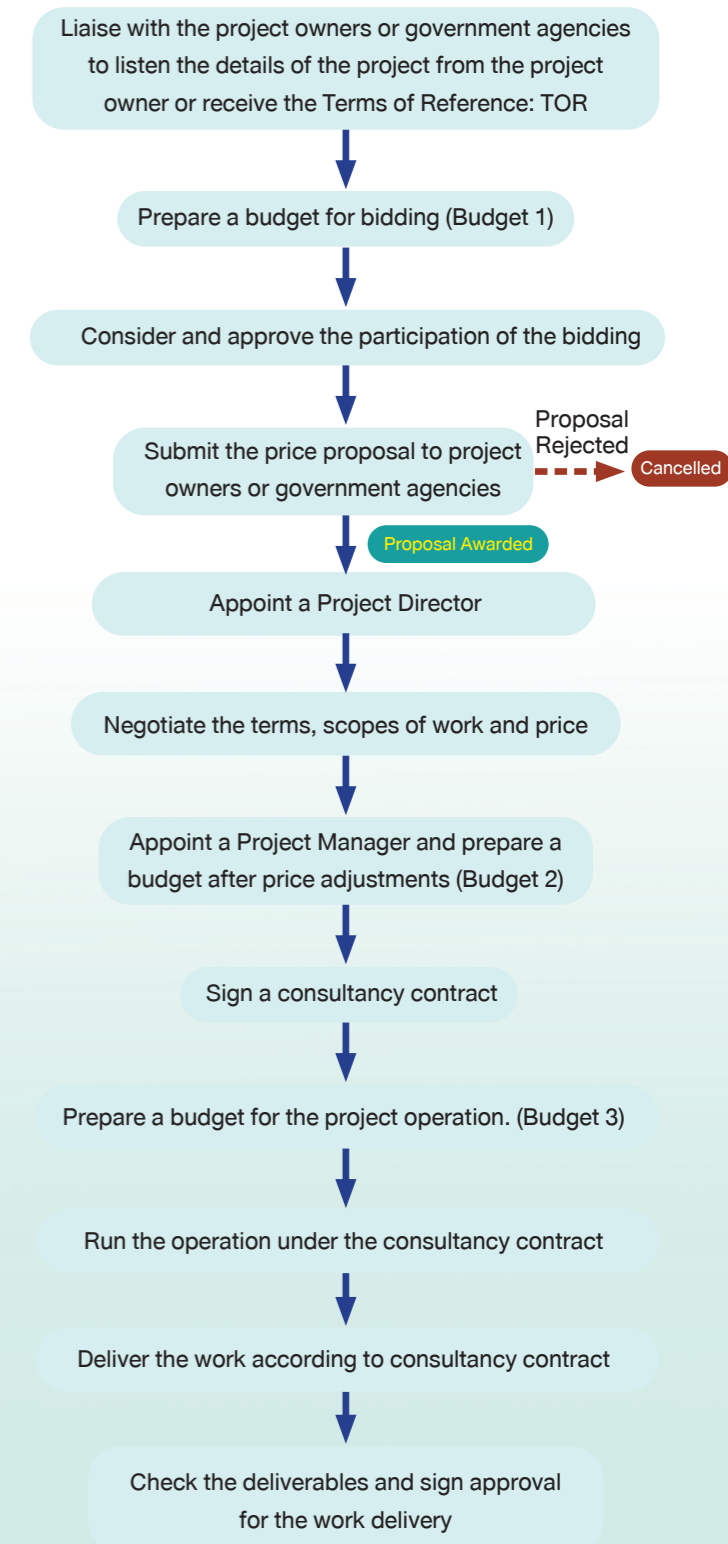 Liaise with the project owners or government agencies
to listen the details of the project from the project
owner or receive the Terms of Reference: TOR
Prepare a budget for bidding (Budget 1)
Consider and approve the participation of the bidding
Submit the price proposal to project
owners or government agencies
Proposal
Rejected
Cancelled
Proposal Awarded
Appoint a Project Director
Negotiate the terms, scopes of work and price
Appoint a Project Manager and prepare a
budget after price adjustments (Budget 2)
Sign a consultancy contract
Prepare a budget for the project operation. (Budget 3)
Run the operation under the consultancy contract
Deliver the work according to consultancy contract
Check the deliverables and sign approval
for the work delivery